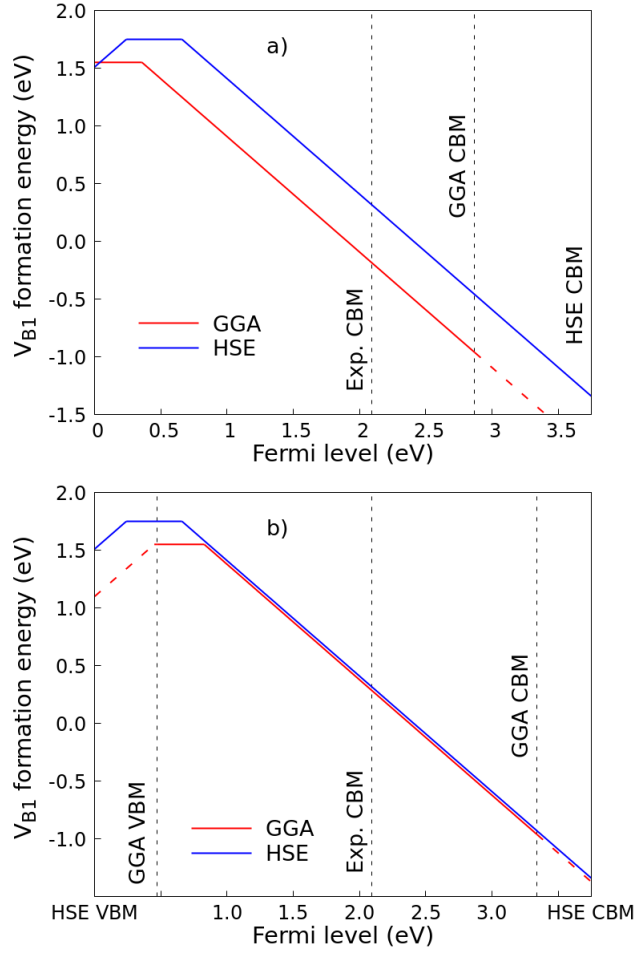 2.0
1.5
1.0
0.5
0.0
-0.5
-1.0
-1.5
V_B1 formation energy (eV)
a)
GGA CBM
HSE CBM
Exp. CBM
GGA
HSE
0 0.5 1 1.5 2 2.5 3 3.5
Fermi level (eV)
2.0
1.5
1.0
0.5
0.0
-0.5
-1.0
V_B1 formation energy (eV)
b)
GGA CBM
GGA VBM
Exp. CBM
GGA
HSE
HSE VBM 1.0 1.5 2.0 2.5 3.0 HSE CBM
Fermi level (eV)